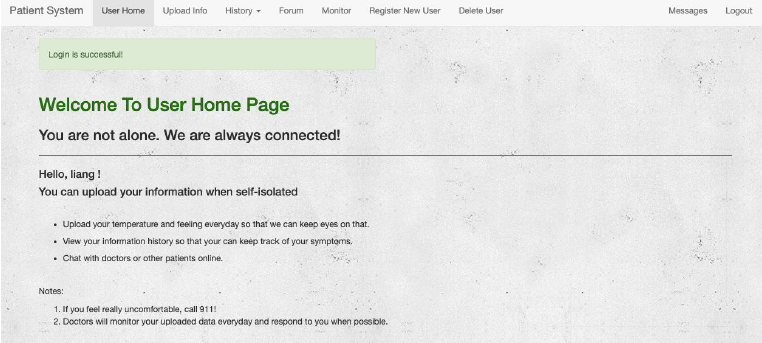 Patient System User Home Upload Info History Forum Monitor Register New User Delete User Messages Logout
Login is successful!
Welcome To User Home Page
You are not alone. We are always connected!
Hello, liang !
You can upload your information when self-isolated
• Upload your temperature and feeling everyday so that we can keep eyes on that.
• View your information history so that your can keep track of your symptoms.
• Chat with doctors or other patients online.
Notes:
1. If you feel really uncomfortable, call 911!
2. Doctors will monitor your uploaded data everyday and respond to you when possible.